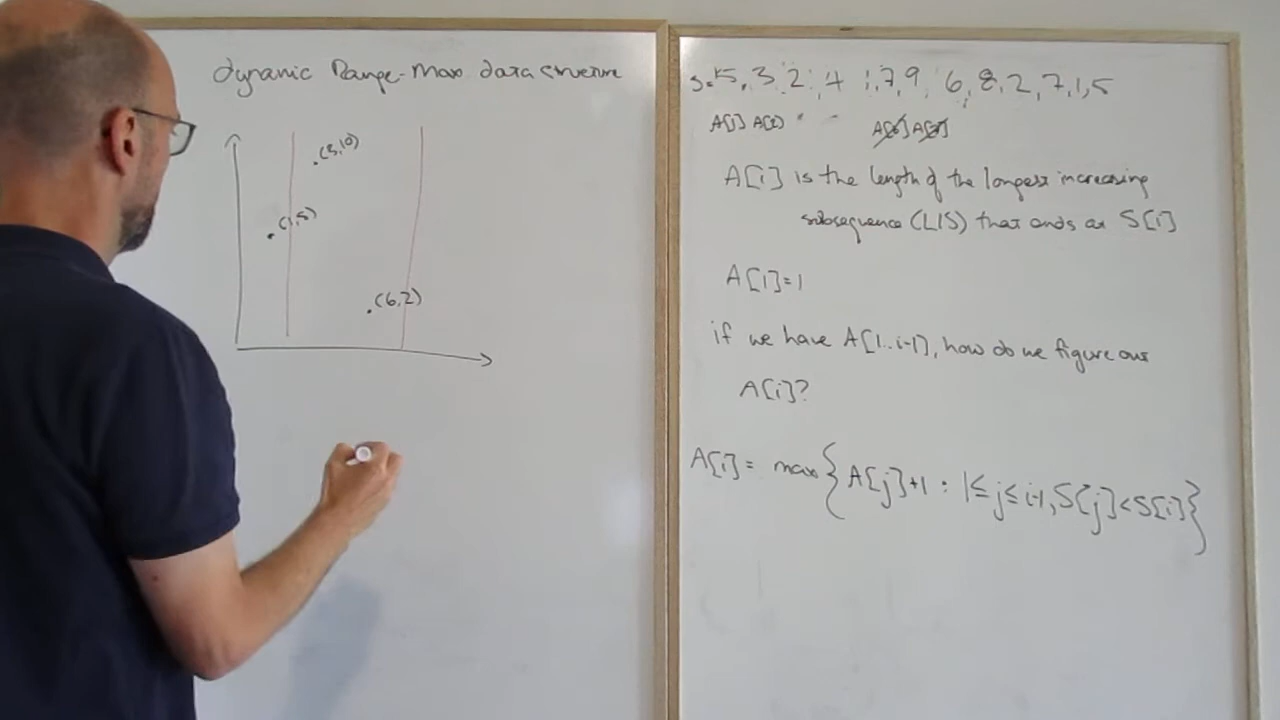 dynamic Range-Max data structure
(3,10)
(1,5)
(6,2)
S= 5, 3 2, 4 1, 7, 9, 6, 8, 2, 7, 1, 5
A[1] A[2]
A[i] is the length of the longest increasing
subsequence (LIS) that ends at S[i]
A[1]=1
if we have A[1..i-1], how do we figure out
A[i]?
A[i] = max { A[j]+1 : 1≤j≤i-1, S[j]<S[i] }